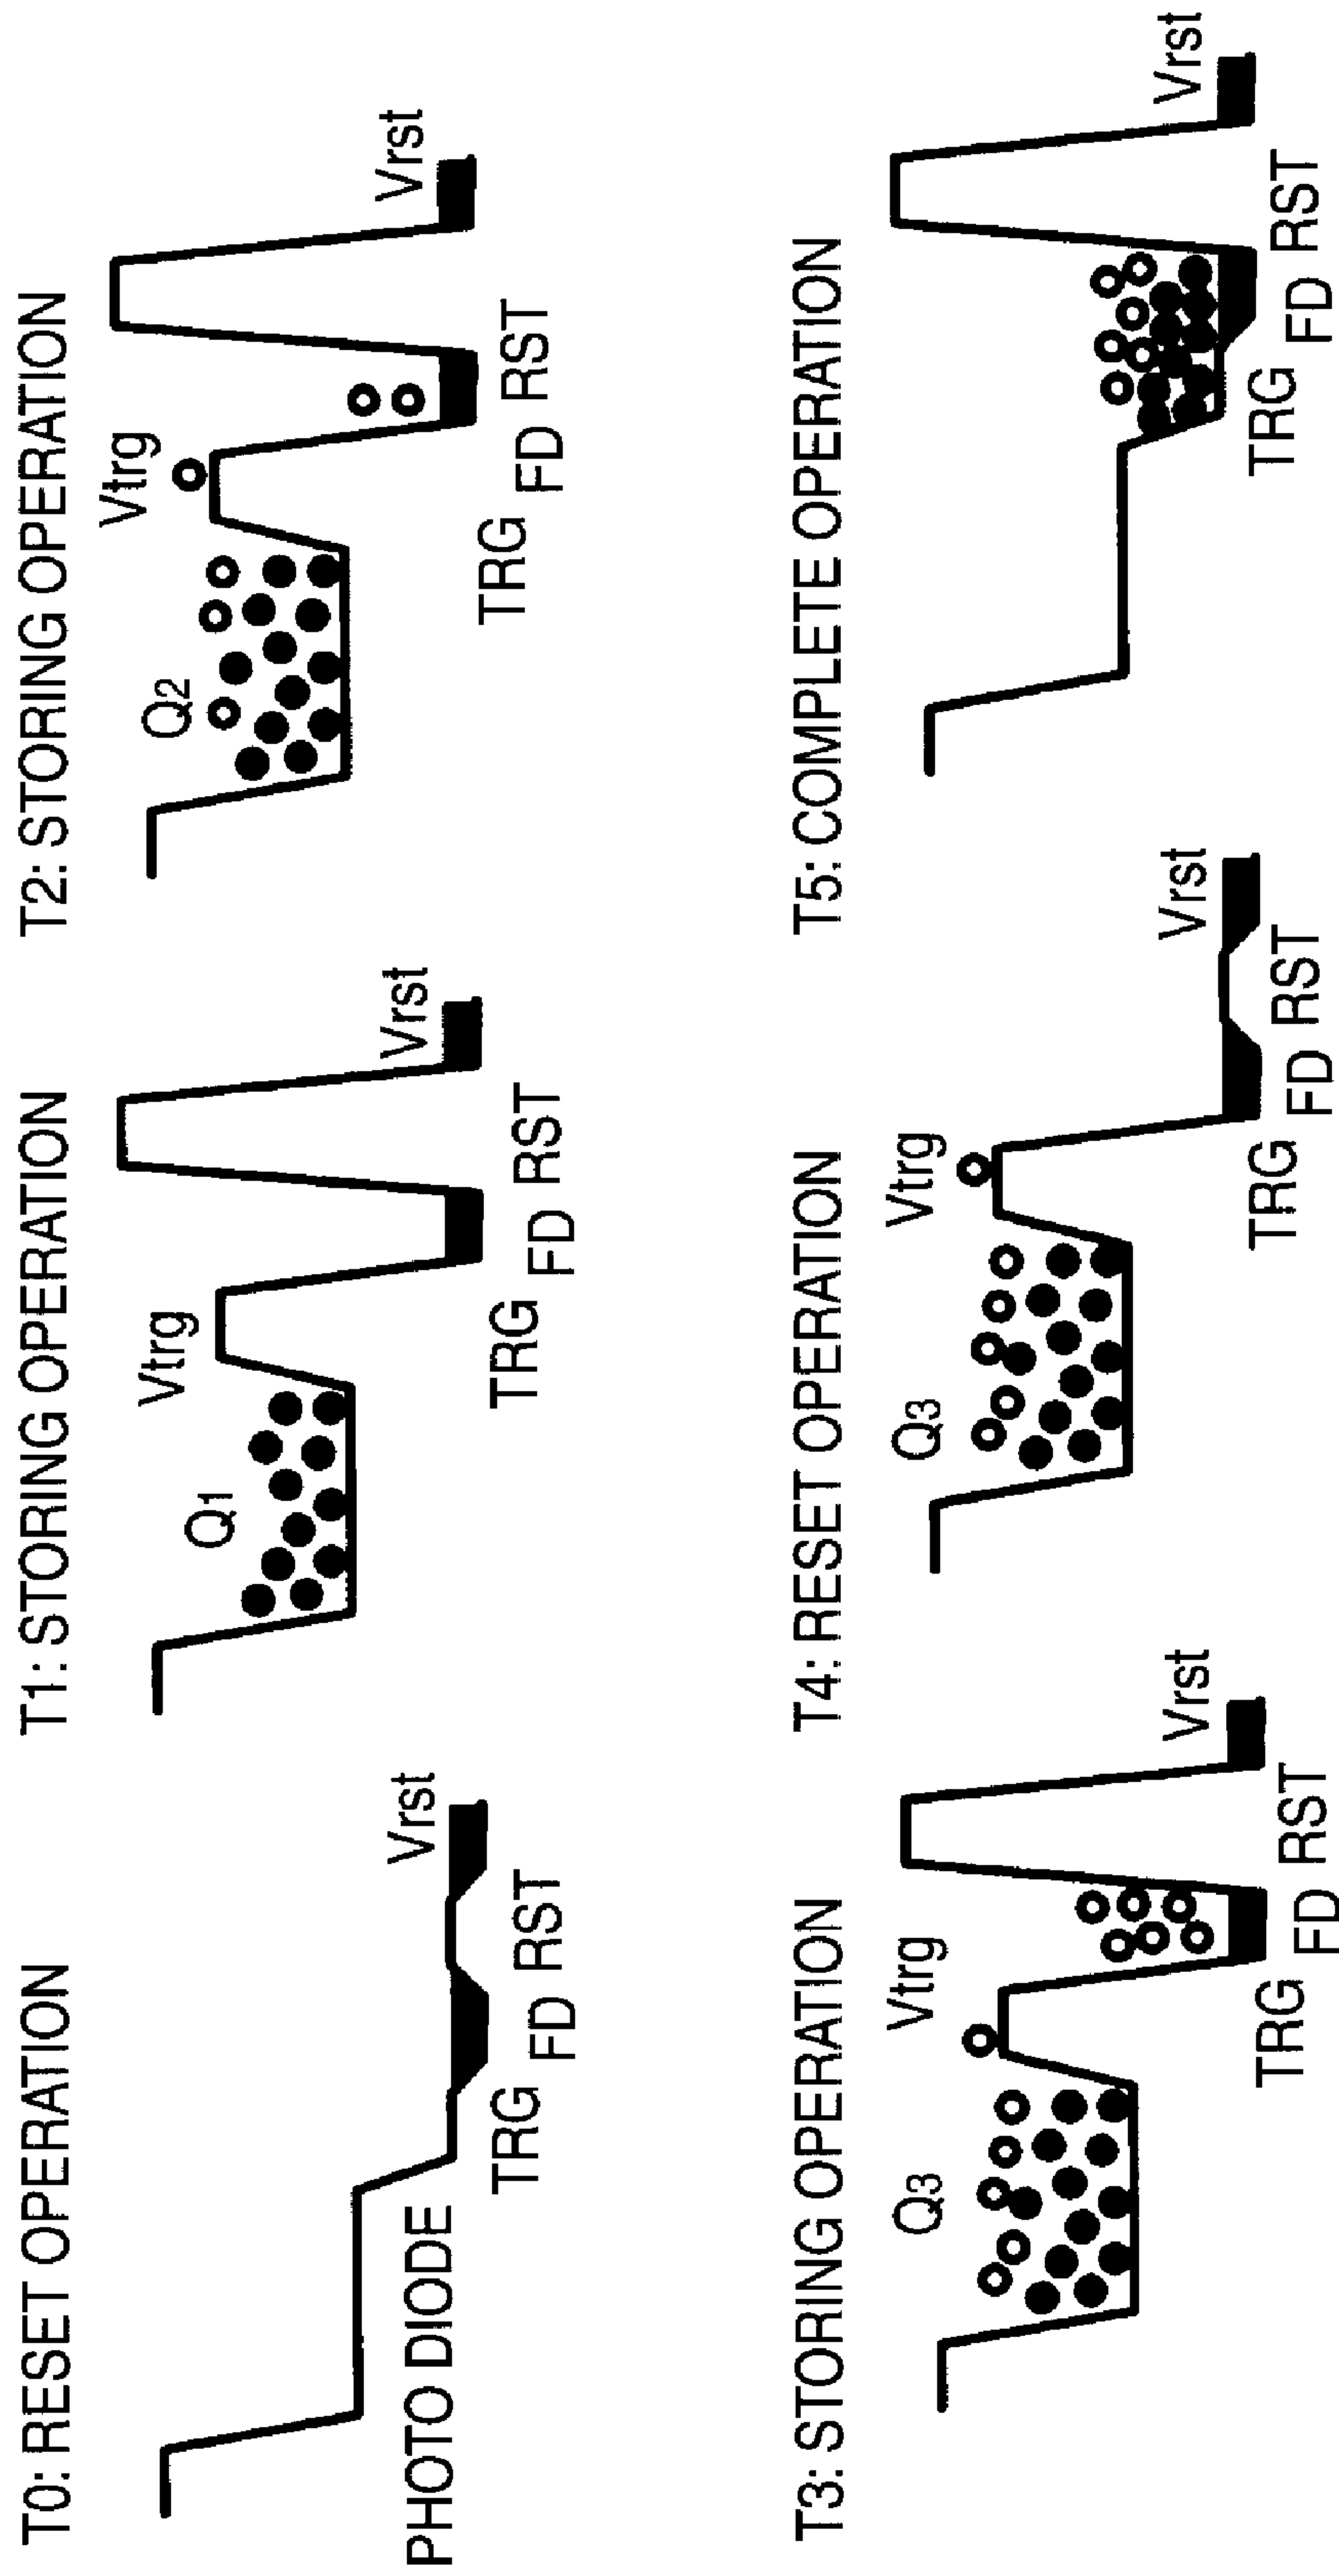 T0: RESET OPERATION
Vrst
PHOTO DIODE
TRG
FD RST
T1: STORING OPERATION
Q1
Vtrg
Vrst
TRG
FD RST
T2: STORING OPERATION
Q2
Vtrg
Vrst
TRG
FD RST
T3: STORING OPERATION
Q3
Vtrg
Vrst
TRG
FD RST
T4: RESET OPERATION
Q3
Vtrg
Vrst
TRG
FD RST
T5: COMPLETE OPERATION
Vrst
TRG
FD RST